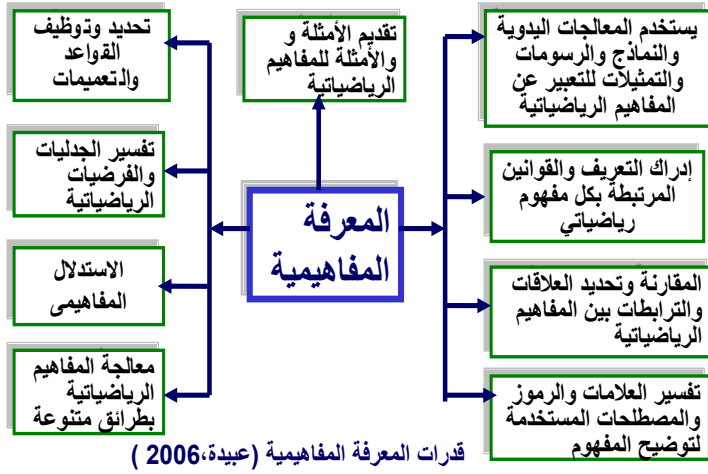 يستخدم المعالجات اليدوية
والنماذج والرسومات
والتمثيلات للتعبير عن
المفاهيم الرياضياتية
تقديم الأمثلة و
والأمثلة للمفاهيم
الرياضياتية
تحديد وتوظيف
القواعد
والتعميمات
إدراك التعريف والقوانين
المرتبطة بكل مفهوم
رياضياتي
تفسير الجدليات
والفرضيات
الرياضياتية
المعرفة
المفاهيمية
المقارنة وتحديد العلاقات
والترابطات بين المفاهيم
الرياضياتية
الاستدلال
المفاهيمى
تفسير العلامات والرموز
والمصطلحات المستخدمة
لتوضيح المفهوم
معالجة المفاهيم
الرياضياتية
بطرائق متنوعة
قدرات المعرفة المفاهيمية (عبيدة،2006 )